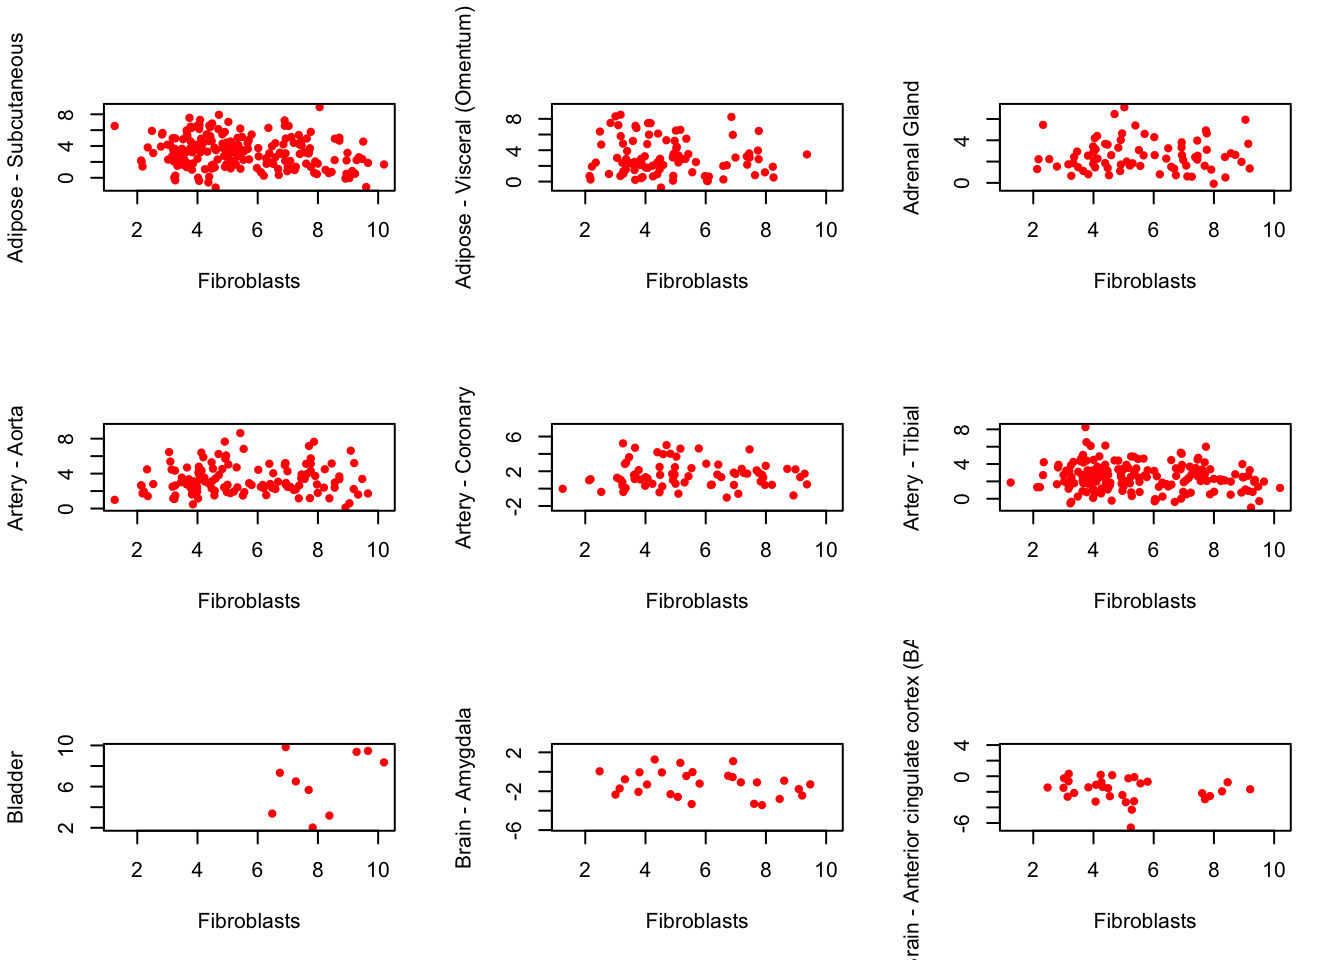 Adipose - Subcutaneous
0 4 8
2 4 6 8 10
Fibroblasts
Adipose - Visceral (Omentum)
0 4 8
2 4 6 8 10
Fibroblasts
Adrenal Gland
0 4
2 4 6 8 10
Fibroblasts
Artery - Aorta
0 4 8
2 4 6 8 10
Fibroblasts
Artery - Coronary
-2 2 6
2 4 6 8 10
Fibroblasts
Artery - Tibial
0 4 8
2 4 6 8 10
Fibroblasts
Bladder
2 6 10
2 4 6 8 10
Fibroblasts
Brain - Amygdala
-6 -2 2
2 4 6 8 10
Fibroblasts
rain - Anterior cingulate cortex (BA
-6 0 4
2 4 6 8 10
Fibroblasts